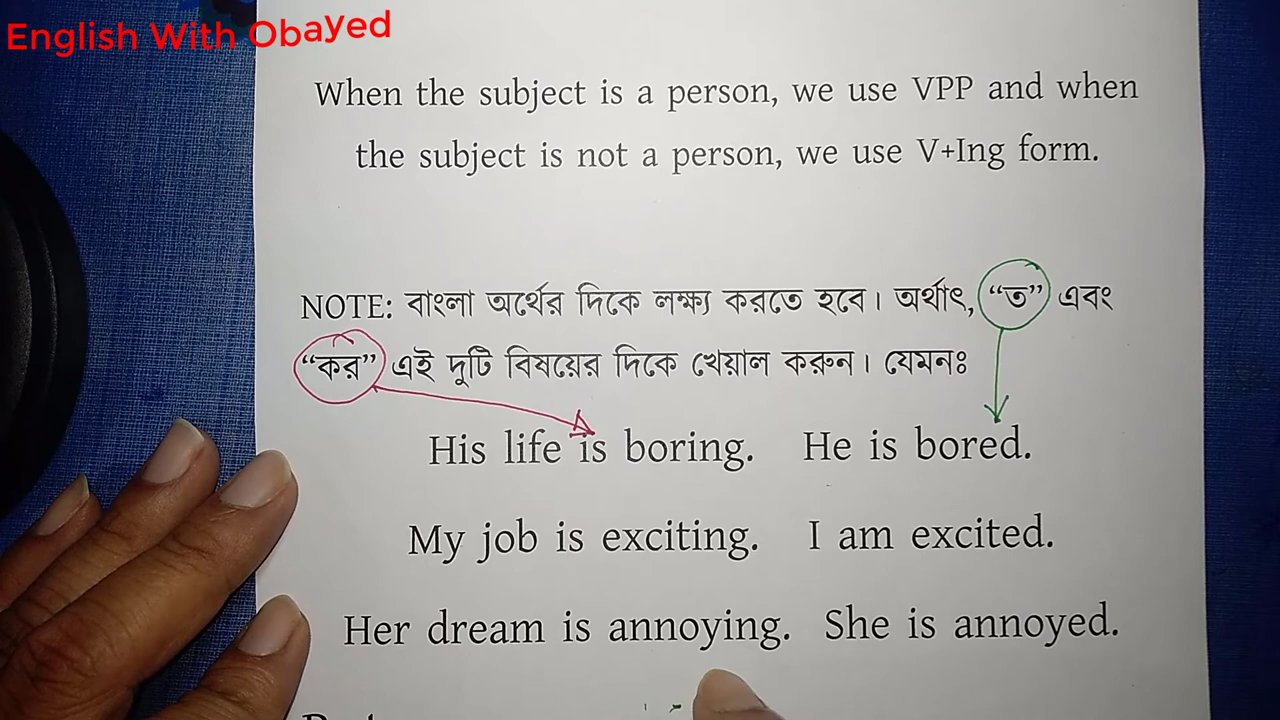 English With Obayed
When the subject is a person, we use VPP and when
the subject is not a person, we use V+Ing form.
NOTE: বাংলা অর্থের দিকে লক্ষ্য করতে হবে। অর্থাৎ, “ত” এবং
“কর” এই দুটি বিষয়ের দিকে খেয়াল করুন। যেমনঃ
His life is boring. He is bored.
My job is exciting. I am excited.
Her dream is annoying. She is annoyed.